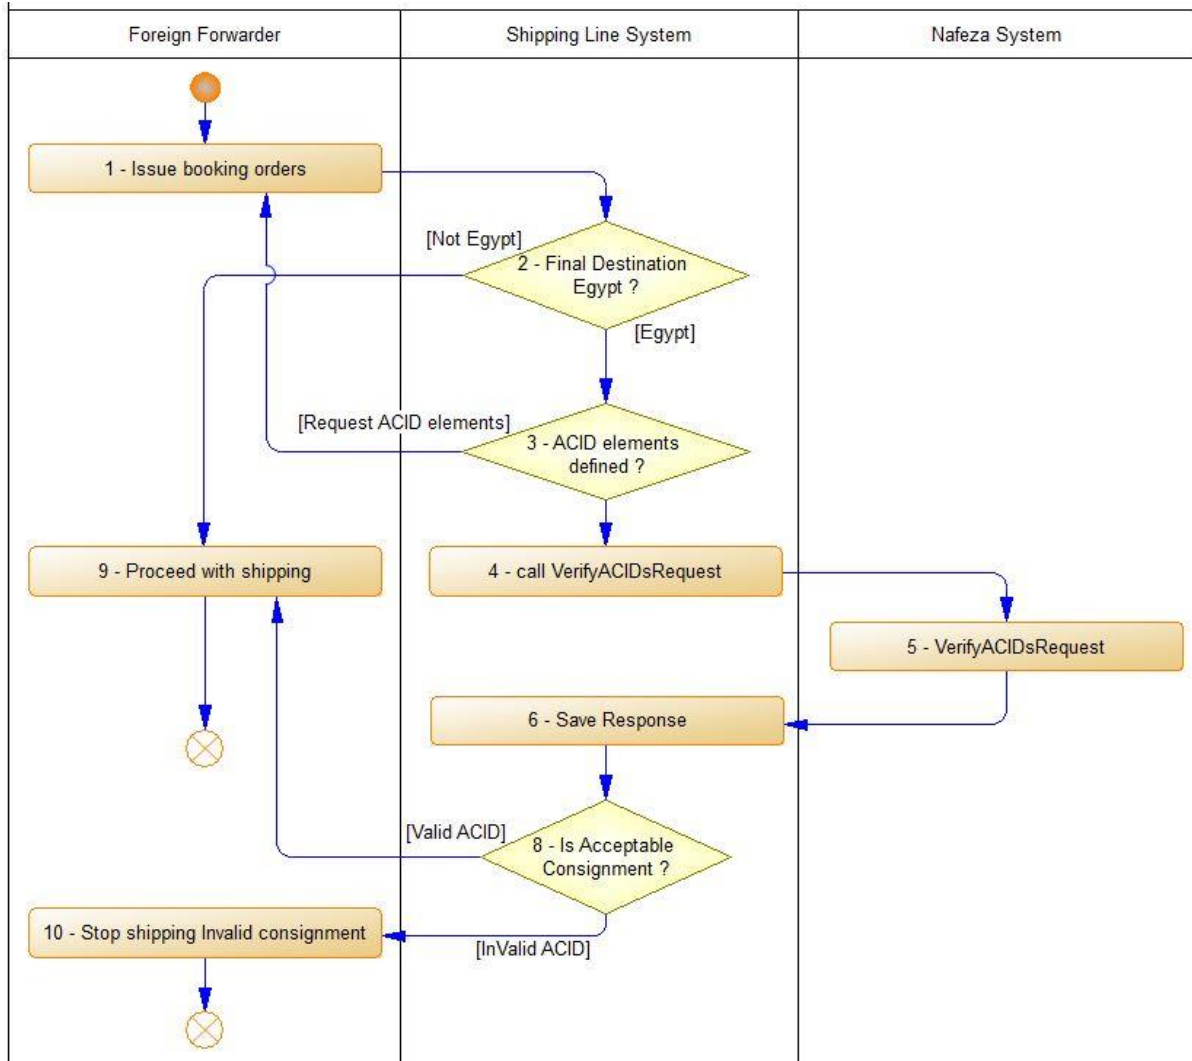 Foreign Forwarder
Shipping Line System
Nafeza System
1 - Issue booking orders
[Not Egypt]
2 - Final Destination
Egypt ?
[Egypt]
[Request ACID elements]
3 - ACID elements
defined ?
9 - Proceed with shipping
4 - call VerifyACIDsRequest
5 - VerifyACIDsRequest
6 - Save Response
[Valid ACID]
8 - Is Acceptable
Consignment ?
10 - Stop shipping Invalid consignment
[InValid ACID]